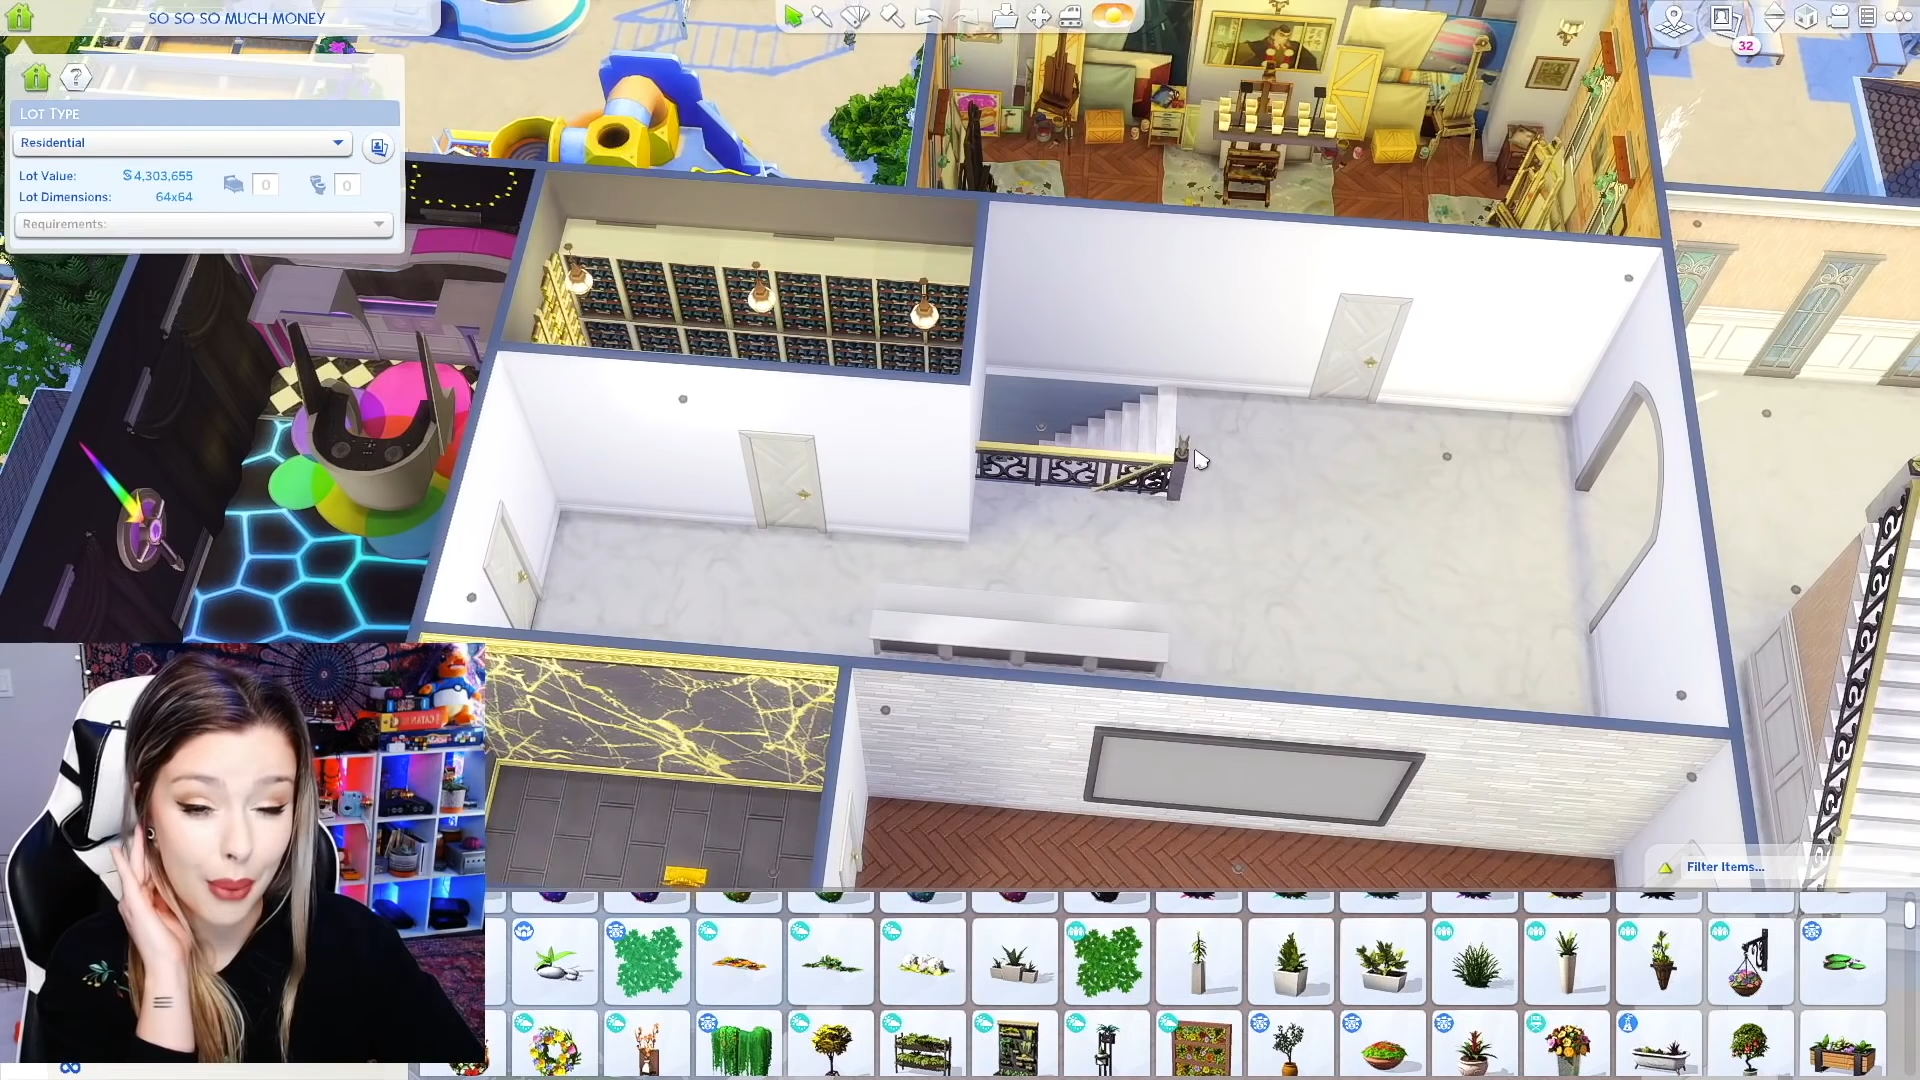 SO SO SO MUCH MONEY
32
?
LOT TYPE
Residential
Lot Value: §4,303,655 0 0
Lot Dimensions: 64x64
Requirements:
CATAN
Filter Items...